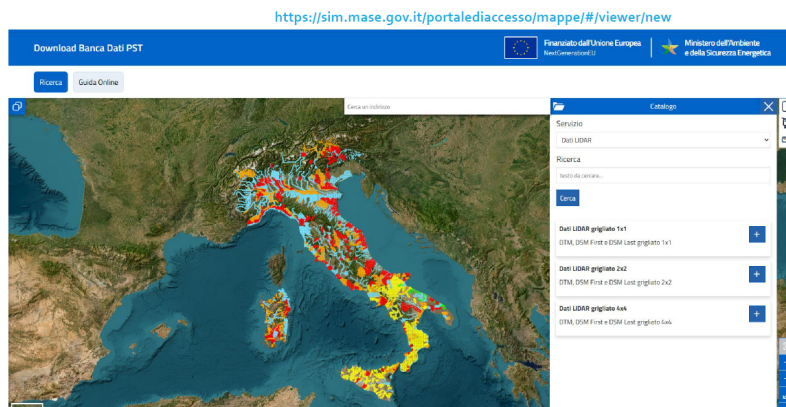 https://sim.mase.gov.it/portalediaccesso/mappe/#/viewer/new
Download Banca Dati PST
Finanziato dall'Unione Europea
NextGenerationEU
Ministero dell'Ambiente
e della Sicurezza Energetica
Ricerca
Guida Online
Cerca un indirizzo
Catalogo
Servizio
Dati LIDAR
Ricerca
testo da cercare..
Cerca
Dati LIDAR grigliato 1x1
DTM, DSM First e DSM Last grigliato 1x1
Dati LIDAR grigliato 2x2
DTM, DSM First e DSM Last grigliato 2x2
Dati LIDAR grigliato 4x4
DTM, DSM First e DSM Last grigliato 4x4